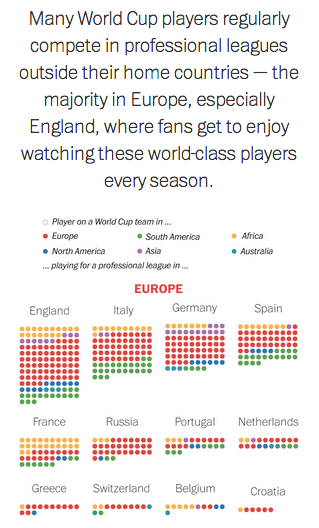 Many World Cup players regularly
compete in professional leagues
outside their home countries — the
majority in Europe, especially
England, where fans get to enjoy
watching these world-class players
every season.
Player on a World Cup team in ...
Europe South America Africa
North America Asia Australia
... playing for a professional league in ...
EUROPE
England Italy Germany Spain
France Russia Portugal Netherlands
Greece Switzerland Belgium Croatia